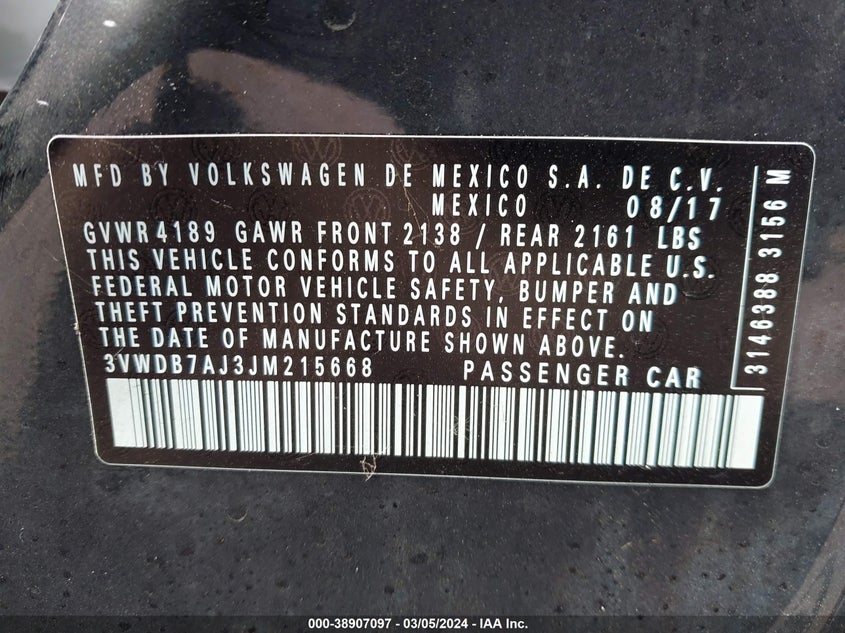 MFD BY VOLKSWAGEN DE MEXICO S.A. DE C.V.
MEXICO 08/17
GVWR 4189 GAWR FRONT 2138 / REAR 2161 LBS
THIS VEHICLE CONFORMS TO ALL APPLICABLE U.S.
FEDERAL MOTOR VEHICLE SAFETY, BUMPER AND
THEFT PREVENTION STANDARDS IN EFFECT ON
THE DATE OF MANUFACTURE SHOWN ABOVE.
3VWDB7AJ3JM215668 PASSENGER CAR
3146388 3156 M
000-38907097 - 03/05/2024 - IAA Inc.